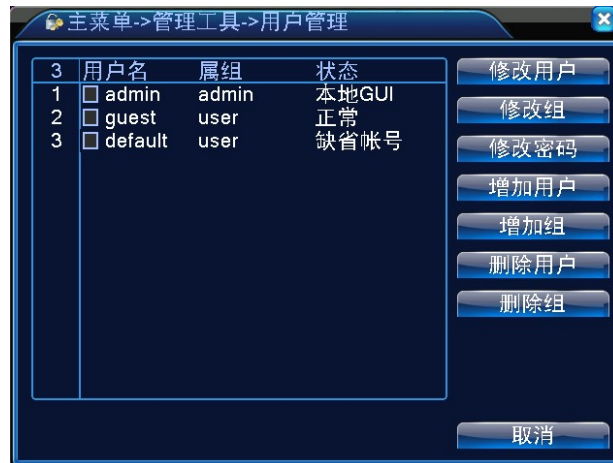 主菜单->管理工具->用户管理
3 用户名 属组 状态
1 admin admin 本地GUI
2 guest user 正常
3 default user 缺省帐号
修改用户
修改组
修改密码
增加用户
增加组
删除用户
删除组
取消